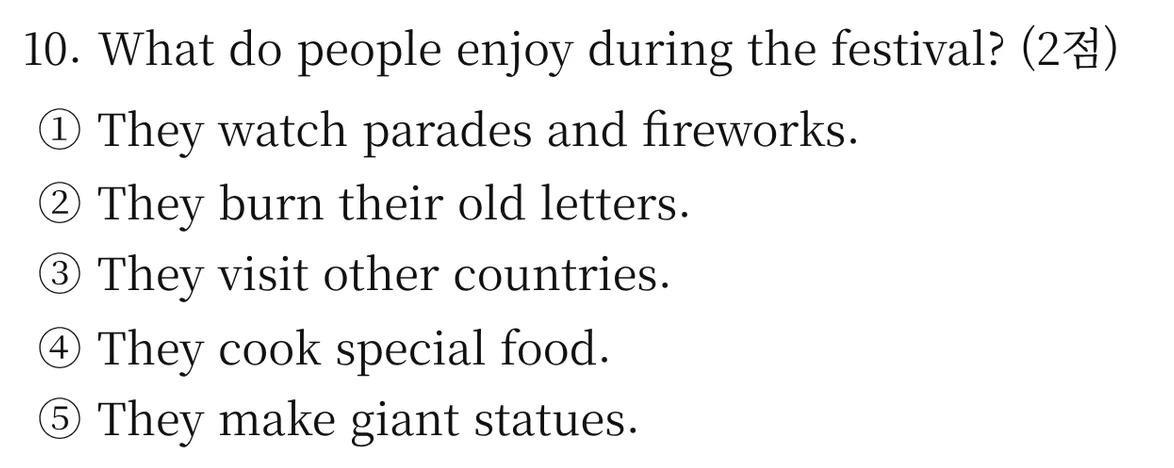 10. What do people enjoy during the festival? (2점)
① They watch parades and fireworks.
② They burn their old letters.
③ They visit other countries.
④ They cook special food.
⑤ They make giant statues.